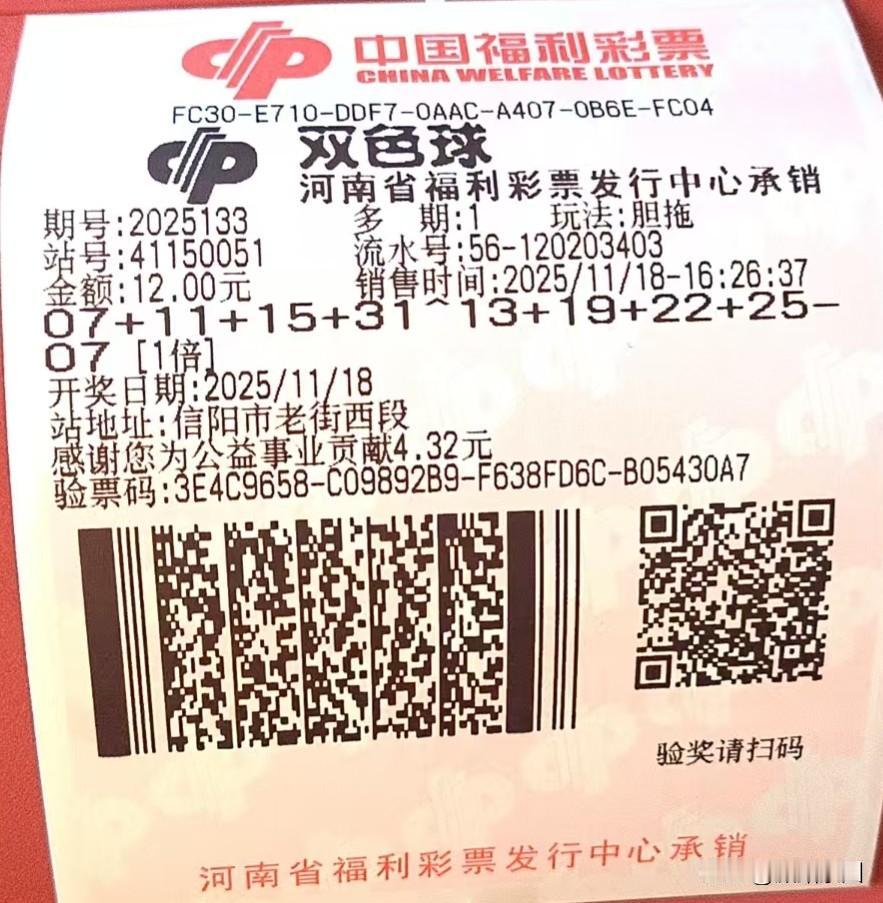 中国福利彩票
CHINA WELFARE LOTTERY
FC30-E710-DDF7-0AAC-A407-0B6E-FC04
双色球
河南省福利彩票发行中心承销
期号:2025133 多 期:1 玩法:胆拖
站号:41150051 流水号:56-120203403
金额:12.00元 销售时间:2025/11/18-16:26:37
07+11+15+31^13+19+22+25-
07 [1倍]
开奖日期:2025/11/18
站地址:信阳市老街西段
感谢您为公益事业贡献4.32元
验票码:3E4C9658-C09892B9-F638FD6C-B05430A7
验奖请扫码
河南省福利彩票发行中心承销